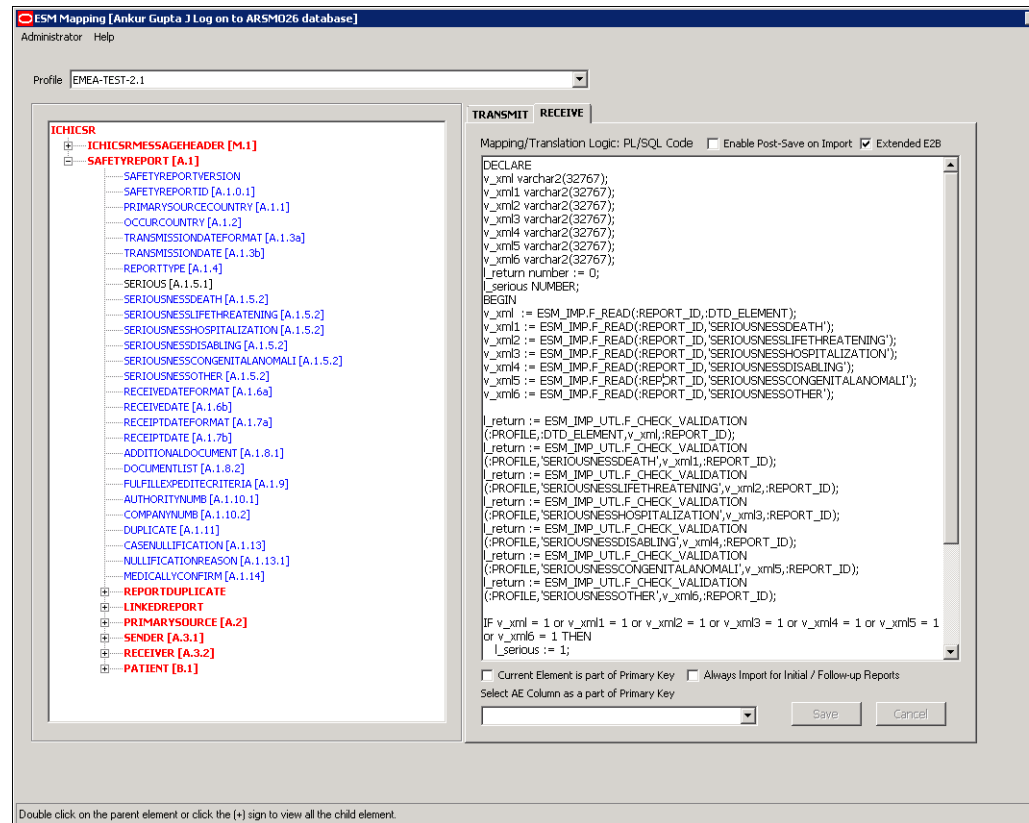 ESM Mapping [Ankur Gupta J Log on to ARSM026 database]
Administrator Help
Profile EMEA-TEST-2.1
ICHICSR
ICHICSRMESSAGEHEADER [M.1]
SAFETYREPORT [A.1]
SAFETYREPORTVERSION
SAFETYREPORTID [A.1.0.1]
PRIMARYSOURCECOUNTRY [A.1.1]
OCCURCOUNTRY [A.1.2]
TRANSMISSIONDATEFORMAT [A.1.3a]
TRANSMISSIONDATE [A.1.3b]
REPORTTYPE [A.1.4]
SERIOUS [A.1.5.1]
SERIOUSNESSDEATH [A.1.5.2]
SERIOUSNESSLIFETHREATENING [A.1.5.2]
SERIOUSNESSHOSPITALIZATION [A.1.5.2]
SERIOUSNESSDISABLING [A.1.5.2]
SERIOUSNESSCONGENITALANOMALI [A.1.5.2]
SERIOUSNESSOTHER [A.1.5.2]
RECEIVEDATEFORMAT [A.1.6a]
RECEIVEDATE [A.1.6b]
RECEIPTDATEFORMAT [A.1.7a]
RECEIPTDATE [A.1.7b]
ADDITIONALDOCUMENT [A.1.8.1]
DOCUMENTLIST [A.1.8.2]
FULFILLEXPEDITECRITERIA [A.1.9]
AUTHORITYNUMB [A.1.10.1]
COMPANYNUMB [A.1.10.2]
DUPLICATE [A.1.11]
CASENULLIFICATION [A.1.13]
NULLIFICATIONREASON [A.1.13.1]
MEDICALLYCONFIRM [A.1.14]
REPORTDUPLICATE
LINKEDREPORT
PRIMARYSOURCE [A.2]
SENDER [A.3.1]
RECEIVER [A.3.2]
PATIENT [B.1]
TRANSMIT RECEIVE
Mapping/Translation Logic: PL/SQL Code Enable Post-Save on Import Extended E2B
DECLARE
v_xml varchar2(32767);
v_xml1 varchar2(32767);
v_xml2 varchar2(32767);
v_xml3 varchar2(32767);
v_xml4 varchar2(32767);
v_xml5 varchar2(32767);
v_xml6 varchar2(32767);
l_return number := 0;
l_serious NUMBER;
BEGIN
v_xml := ESM_IMP.F_READ(:REPORT_ID,:DTD_ELEMENT);
v_xml1 := ESM_IMP.F_READ(:REPORT_ID,'SERIOUSNESSDEATH');
v_xml2 := ESM_IMP.F_READ(:REPORT_ID,'SERIOUSNESSLIFETHREATENING');
v_xml3 := ESM_IMP.F_READ(:REPORT_ID,'SERIOUSNESSHOSPITALIZATION');
v_xml4 := ESM_IMP.F_READ(:REPORT_ID,'SERIOUSNESSDISABLING');
v_xml5 := ESM_IMP.F_READ(:REPORT_ID,'SERIOUSNESSCONGENITALANOMALI');
v_xml6 := ESM_IMP.F_READ(:REPORT_ID,'SERIOUSNESSOTHER');
l_return := ESM_IMP_UTL.F_CHECK_VALIDATION
(:PROFILE,:DTD_ELEMENT,v_xml,:REPORT_ID);
l_return := ESM_IMP_UTL.F_CHECK_VALIDATION
(:PROFILE,'SERIOUSNESSDEATH',v_xml1,:REPORT_ID);
l_return := ESM_IMP_UTL.F_CHECK_VALIDATION
(:PROFILE,'SERIOUSNESSLIFETHREATENING',v_xml2,:REPORT_ID);
l_return := ESM_IMP_UTL.F_CHECK_VALIDATION
(:PROFILE,'SERIOUSNESSHOSPITALIZATION',v_xml3,:REPORT_ID);
l_return := ESM_IMP_UTL.F_CHECK_VALIDATION
(:PROFILE,'SERIOUSNESSDISABLING',v_xml4,:REPORT_ID);
l_return := ESM_IMP_UTL.F_CHECK_VALIDATION
(:PROFILE,'SERIOUSNESSCONGENITALANOMALI',v_xml5,:REPORT_ID);
l_return := ESM_IMP_UTL.F_CHECK_VALIDATION
(:PROFILE,'SERIOUSNESSOTHER',v_xml6,:REPORT_ID);
IF v_xml = 1 or v_xml1 = 1 or v_xml2 = 1 or v_xml3 = 1 or v_xml4 = 1 or v_xml5 = 1
or v_xml6 = 1 THEN
l_serious := 1;
Current Element is part of Primary Key Always Import for Initial / Follow-up Reports
Select AE Column as a part of Primary Key
Save Cancel
Double click on the parent element or click the (+) sign to view all the child element.